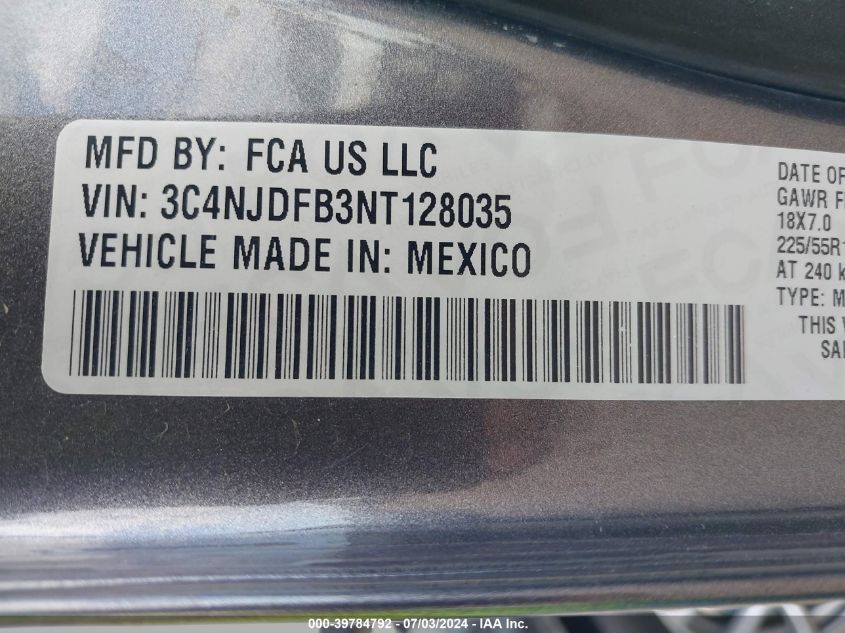 MFD BY: FCA US LLC
VIN: 3C4NJDFB3NT128035
VEHICLE MADE IN: MEXICO
DATE OF
GAWR F
18X7.0
225/55R1
AT 240 k
TYPE: M
THIS
SA
000-39784792 - 07/03/2024 - IAA Inc.